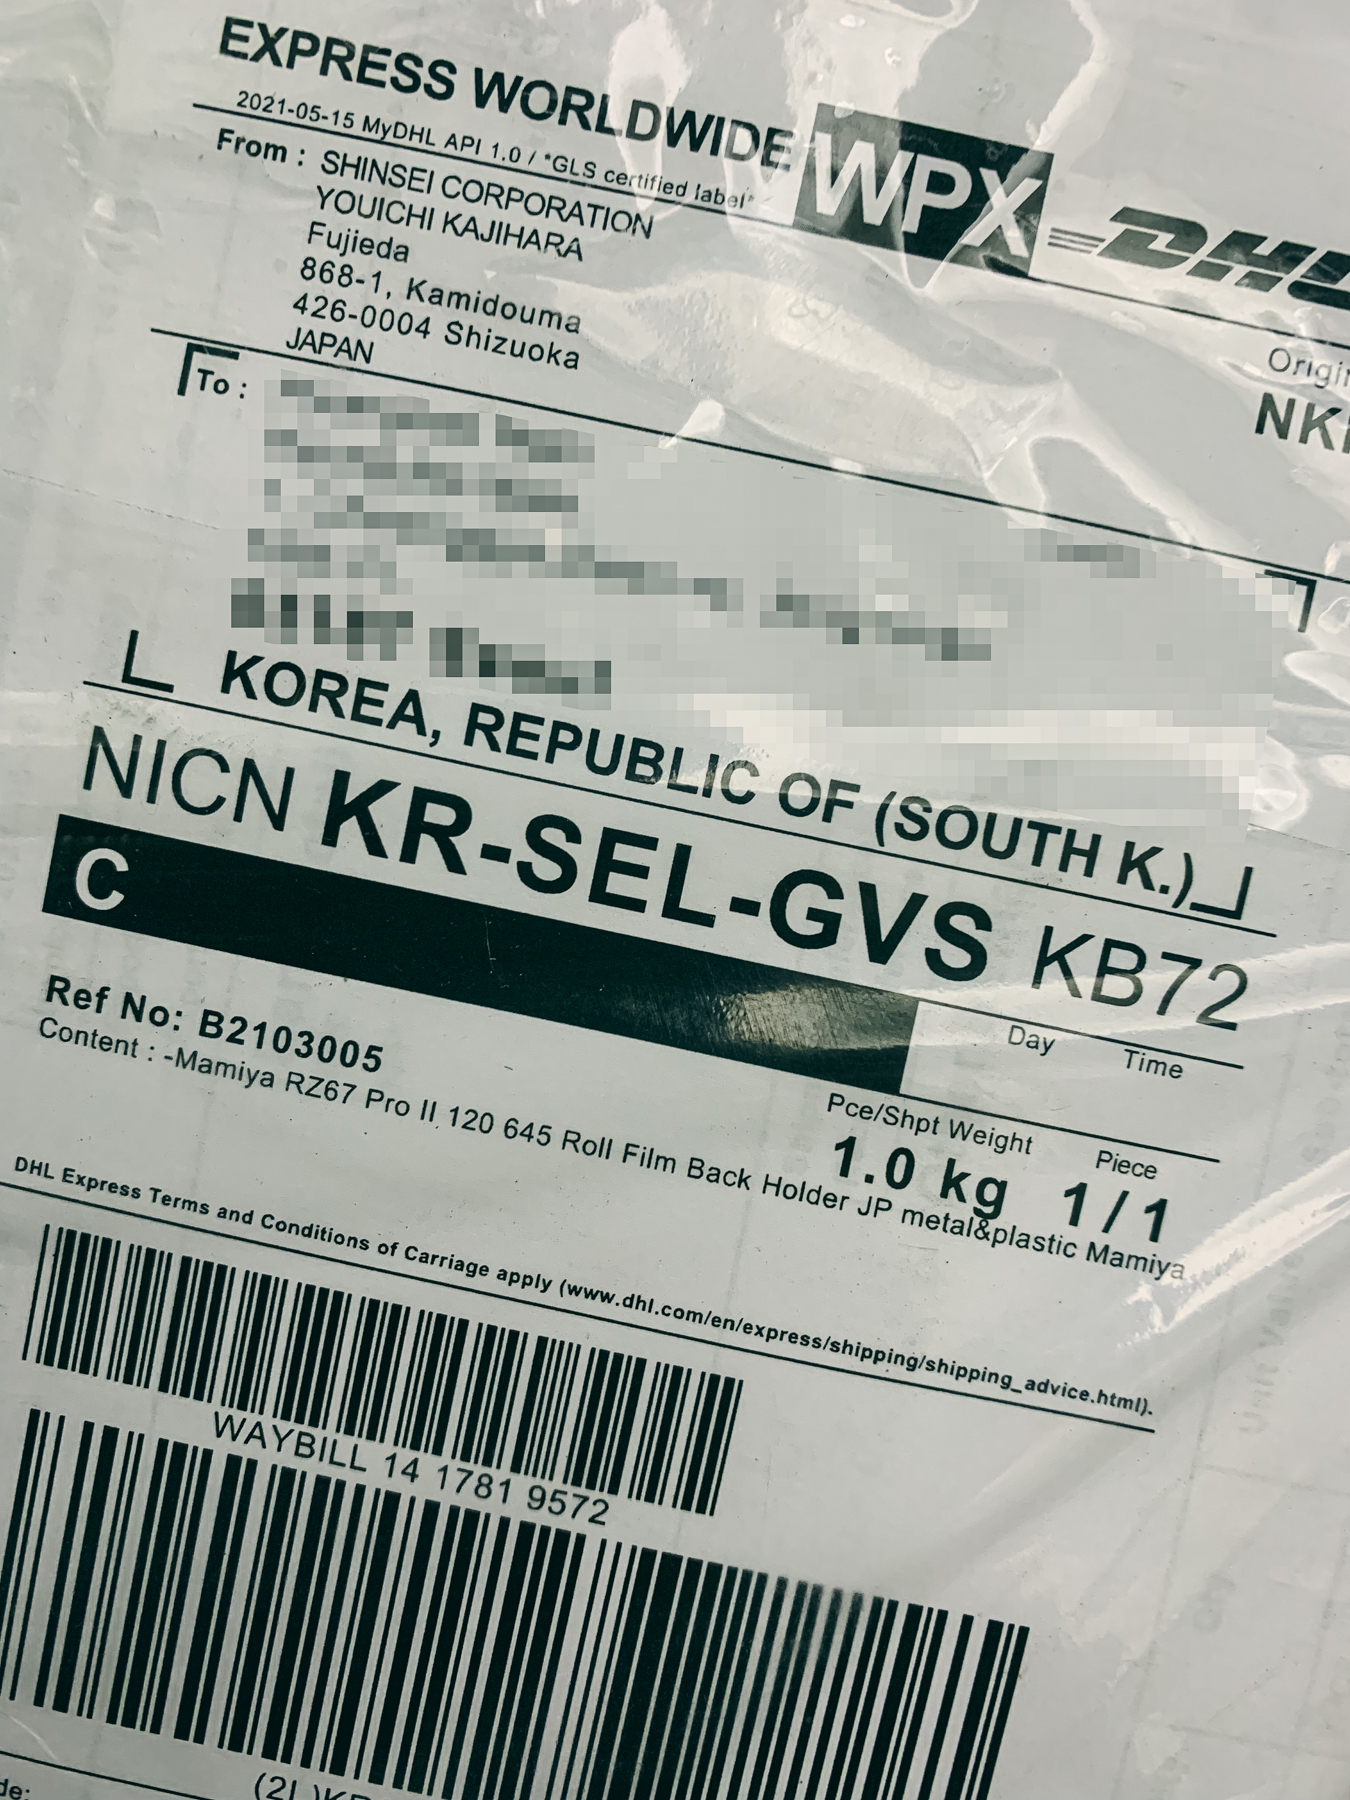 EXPRESS WORLDWIDE
WPX
DHL
2021-05-15 MyDHL API 1.0 / *GLS certified label*
From : SHINSEI CORPORATION
YOUICHI KAJIHARA
Fujieda
868-1, Kamidouma
426-0004 Shizuoka
JAPAN
To :
KOREA, REPUBLIC OF (SOUTH K.)
NICN KR-SEL-GVS KB72
C
Day Time
Ref No: B2103005
Pce/Shpt Weight Piece
1.0 kg 1/1
Content : -Mamiya RZ67 Pro II 120 645 Roll Film Back Holder JP metal&plastic Mamiya
DHL Express Terms and Conditions of Carriage apply (www.dhl.com/en/express/shipping/shipping_advice.html).
WAYBILL 14 1781 9572